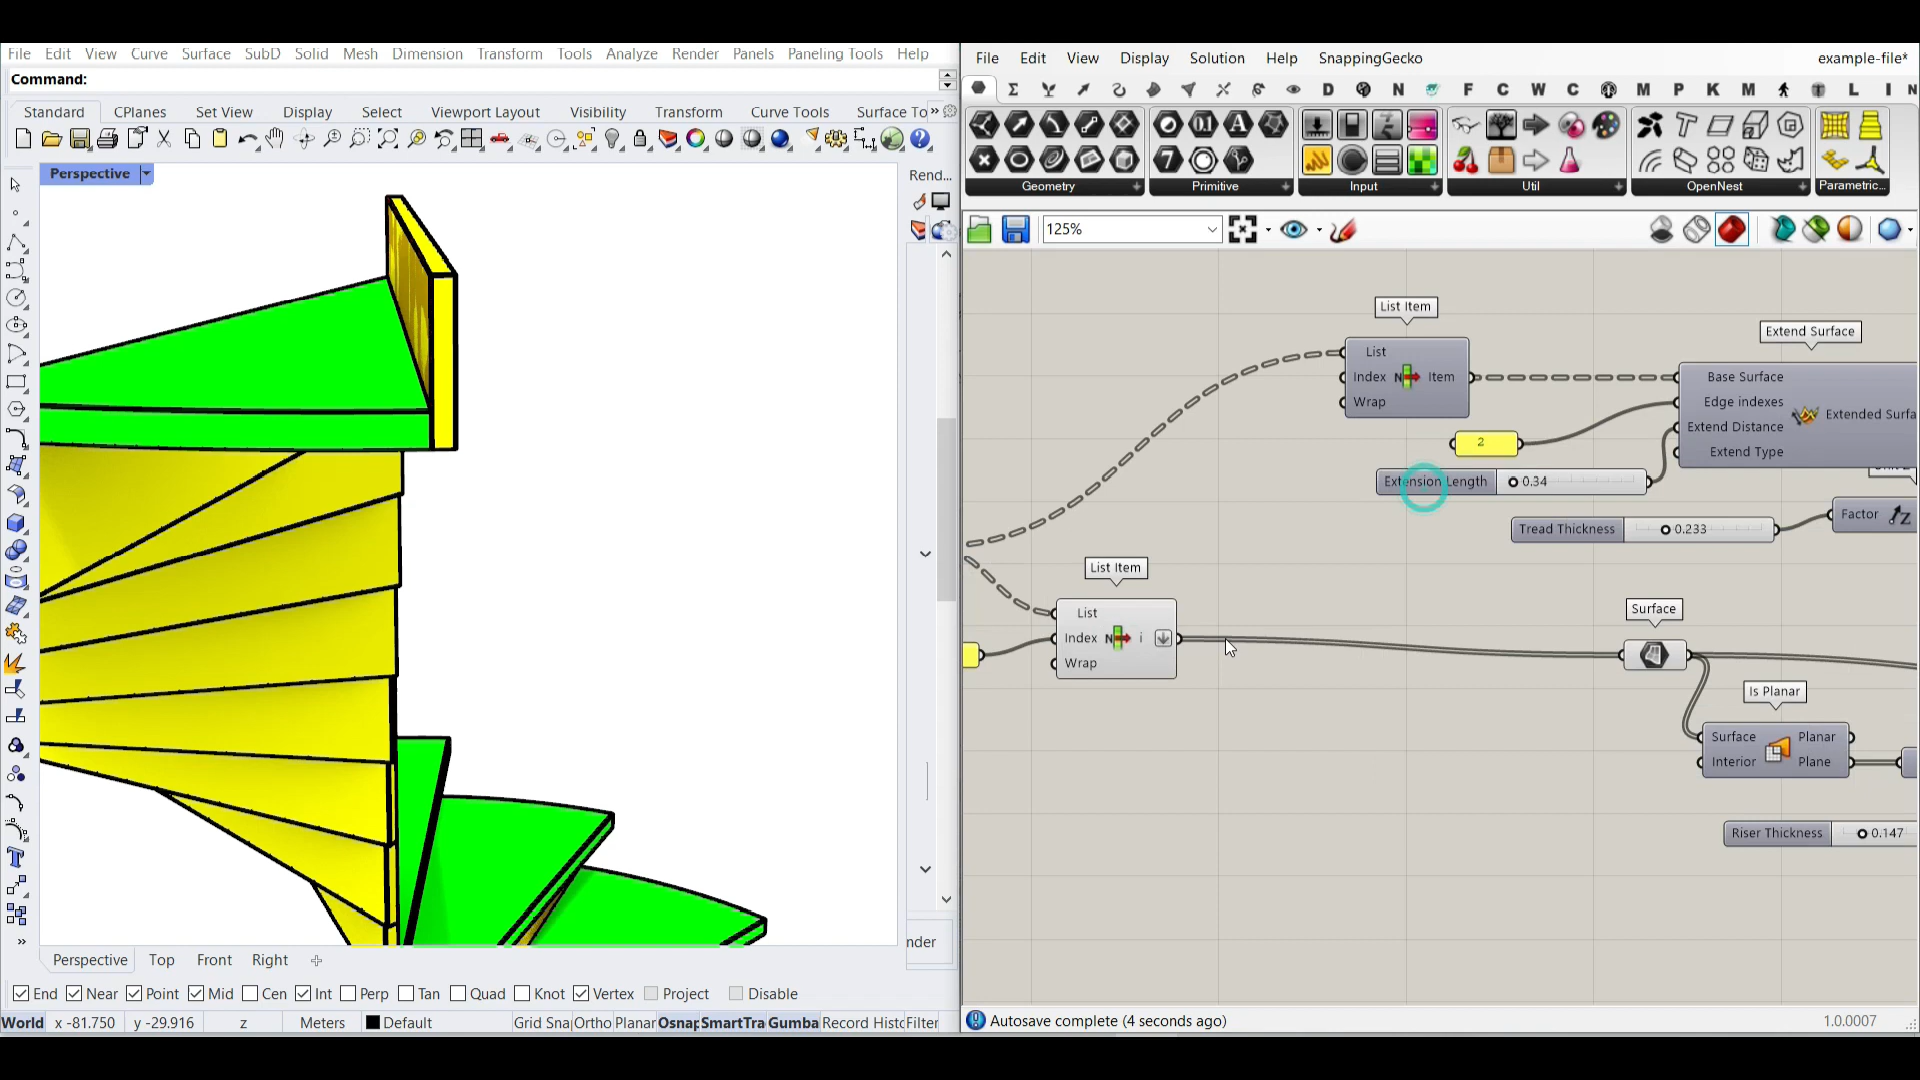 File Edit View Curve Surface SubD Solid Mesh Dimension Transform Tools Analyze Render Panels Paneling Tools Help
Command:
Standard CPlanes Set View Display Select Viewport Layout Visibility Transform Curve Tools Surface To »
Perspective
Rend...
nder
Perspective Top Front Right
End Near Point Mid Cen Int Perp Tan Quad Knot Vertex Project Disable
World x -81.750 y -29.916 z Meters Default Grid Sna Ortho Planar Osnap SmartTra Gumba Record Histo Filter
File Edit View Display Solution Help SnappingGecko example-file*
D N F C W C M P K M L I N
Geometry Primitive Input Util OpenNest Parametric...
125%
List Item
List
Index Item
Wrap
Extend Surface
Base Surface
Edge indexes
Extended Surfa
Extend Distance
Extend Type
2
Extension Length 0.34
Tread Thickness 0.233
Factor
List Item
List
Index i
Wrap
Surface
Is Planar
Surface Planar
Interior Plane
Riser Thickness 0.147
Autosave complete (4 seconds ago)
1.0.0007